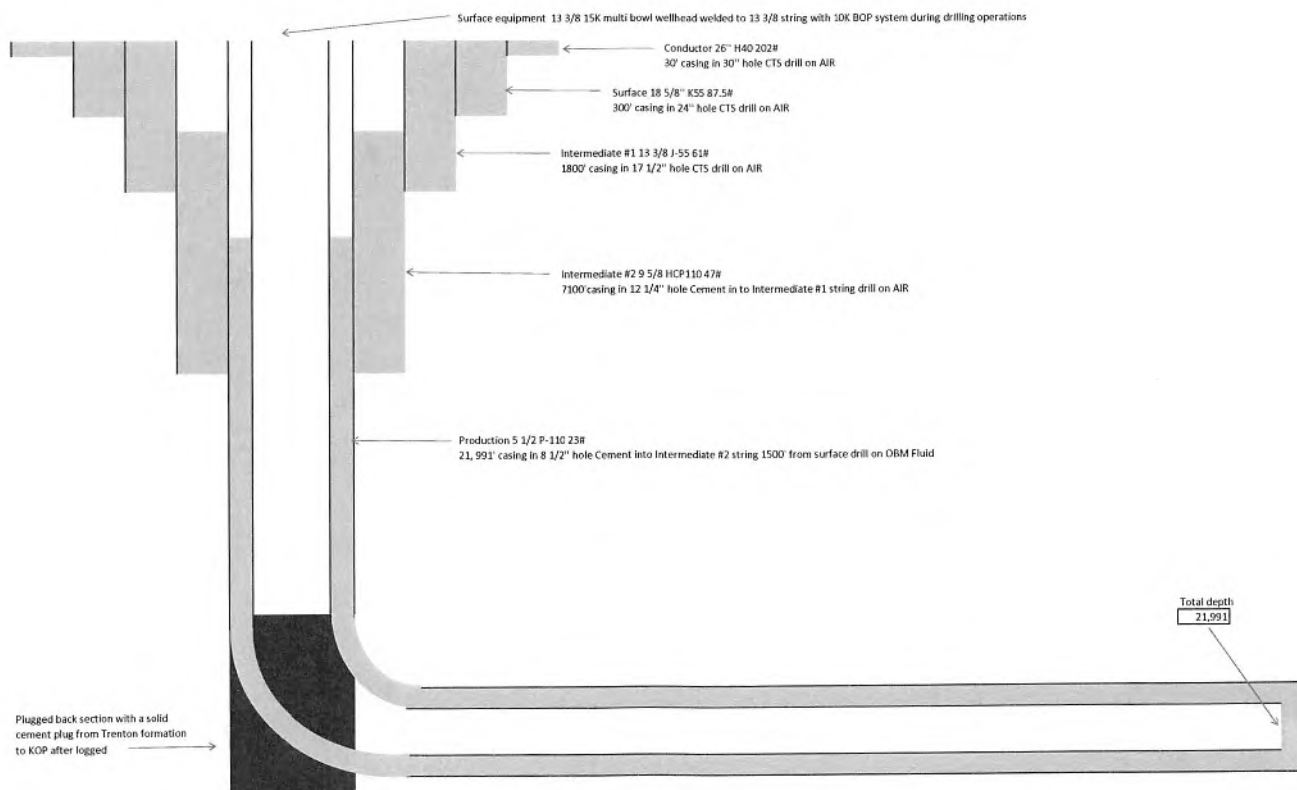 Surface equipment 13 3/8 15K multi bowl wellhead welded to 13 3/8 string with 10K BOP system during drilling operations
Conductor 26" H40 202#
30' casing in 30" hole CTS drill on AIR
Surface 18 5/8" K55 87.5#
300' casing in 24" hole CTS drill on AIR
Intermediate #1 13 3/8 J-55 61#
1800' casing in 17 1/2" hole CTS drill on AIR
Intermediate #2 9 5/8 HCP110 47#
7100'casing in 12 1/4" hole Cement in to Intermediate #1 string drill on AIR
Production 5 1/2 P-110 23#
21, 991' casing in 8 1/2" hole Cement into Intermediate #2 string 1500' from surface drill on OBM Fluid
Total depth
21,991
Plugged back section with a solid
cement plug from Trenton formation
to KOP after logged